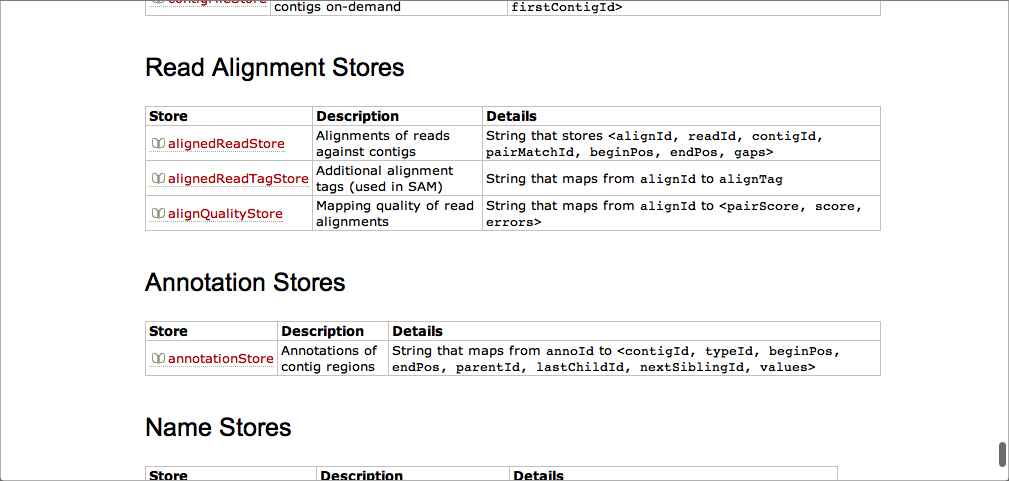 contigFileStore contigs on-demand firstContigId>
Read Alignment Stores
Store Description Details
alignedReadStore
Alignments of reads
against contigs
String that stores <alignId, readId, contigId,
pairMatchId, beginPos, endPos, gaps>
alignedReadTagStore
Additional alignment
tags (used in SAM)
String that maps from alignId to alignTag
alignQualityStore
Mapping quality of read
alignments
String that maps from alignId to <pairScore, score,
errors>
Annotation Stores
Store Description Details
annotationStore
Annotations of
contig regions
String that maps from annoId to <contigId, typeId, beginPos,
endPos, parentId, lastChildId, nextSiblingId, values>
Name Stores
Store Description Details